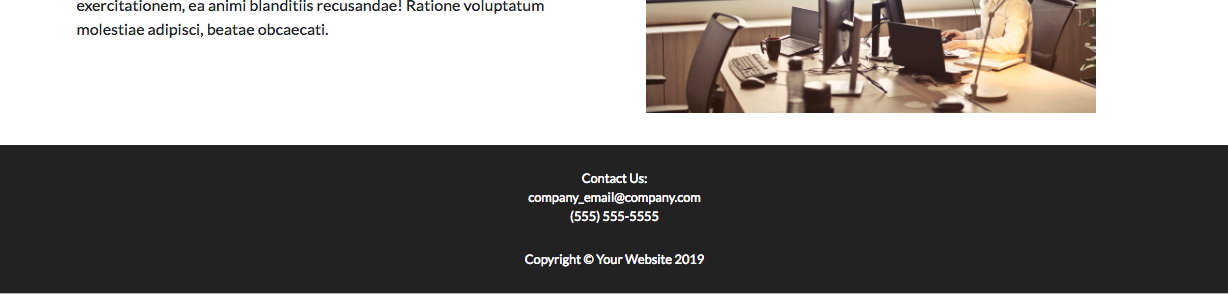 exercitationem, ea animi blanditiis recusandae! Ratione voluptatum
molestiae adipisci, beatae obcaecati.
Contact Us:
company_email@company.com
(555) 555-5555
Copyright © Your Website 2019